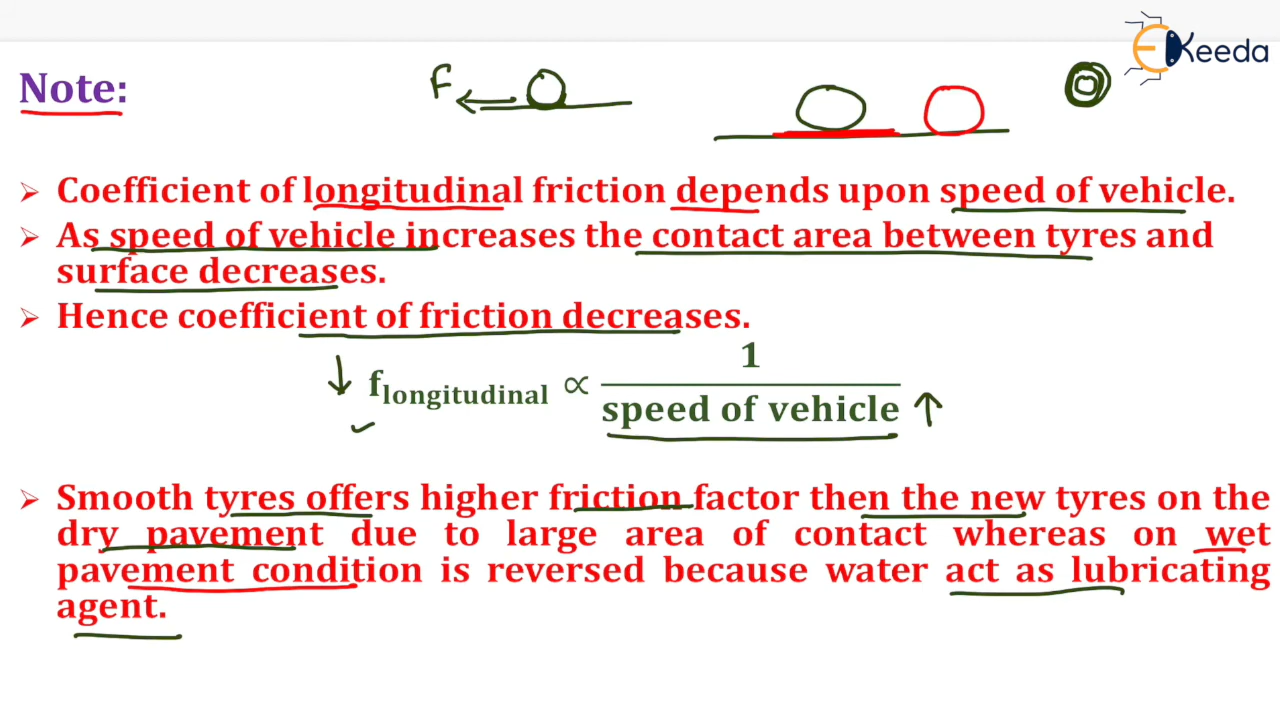 EKeeda
Note:
F
➢ Coefficient of longitudinal friction depends upon speed of vehicle.
➢ As speed of vehicle increases the contact area between tyres and
surface decreases.
➢ Hence coefficient of friction decreases.
↓ f longitudinal ∝ 1 / speed of vehicle ↑
➢ Smooth tyres offers higher friction factor then the new tyres on the
dry pavement due to large area of contact whereas on wet
pavement condition is reversed because water act as lubricating
agent.